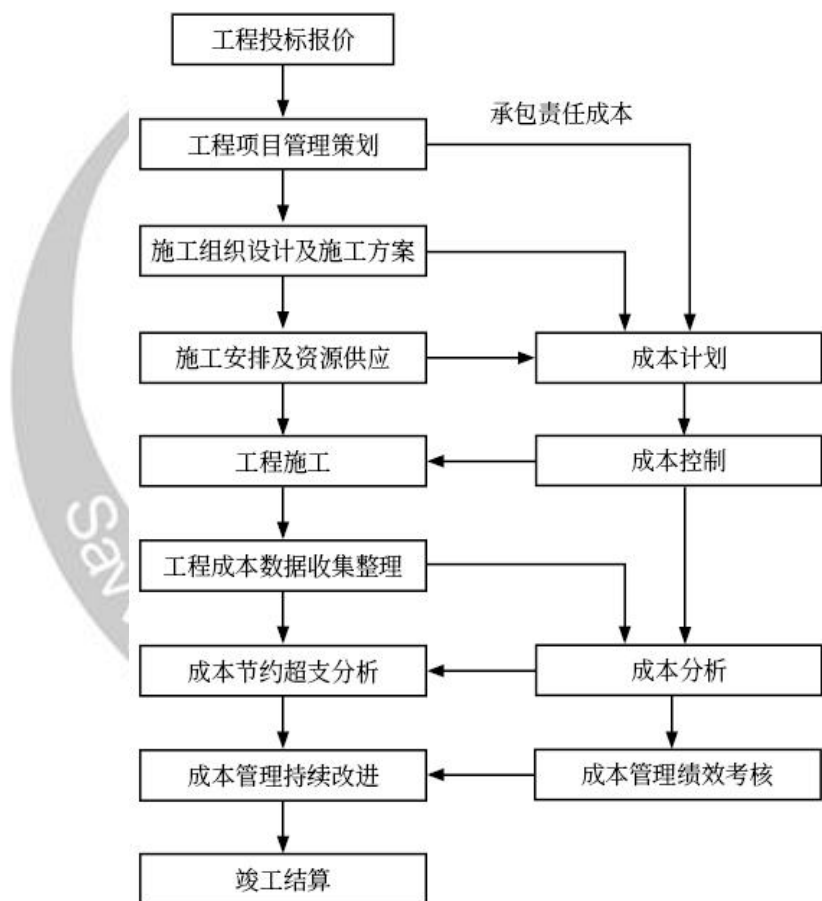 工程投标报价
承包责任成本
工程项目管理策划
施工组织设计及施工方案
施工安排及资源供应
成本计划
工程施工
成本控制
工程成本数据收集整理
成本节约超支分析
成本分析
成本管理持续改进
成本管理绩效考核
竣工结算